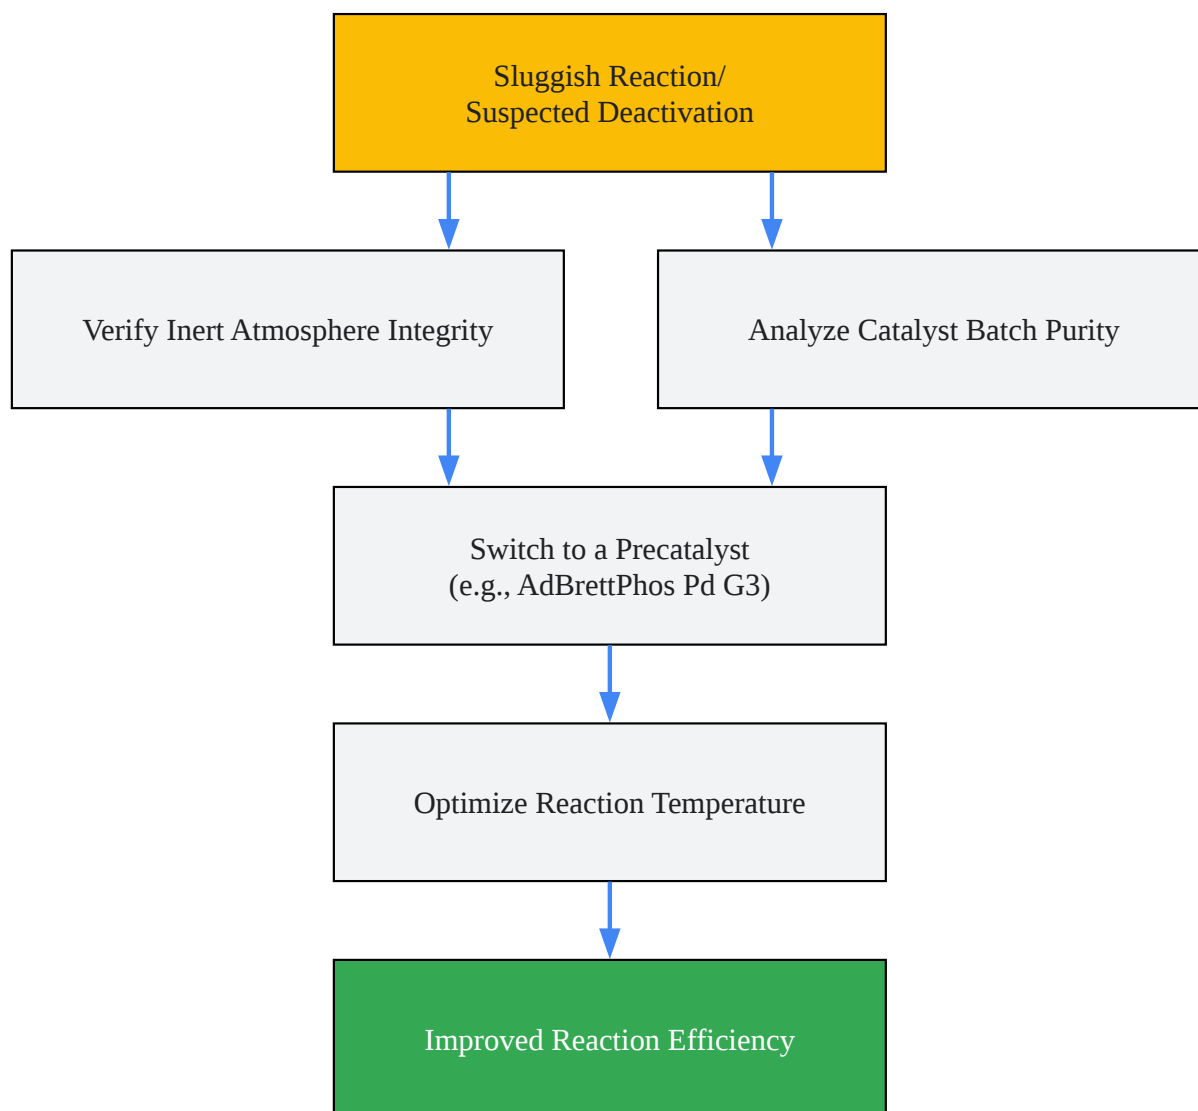 Sluggish Reaction/
Suspected Deactivation
Verify Inert Atmosphere Integrity
Analyze Catalyst Batch Purity
Switch to a Precatalyst
(e.g., AdBrettPhos Pd G3)
Optimize Reaction Temperature
Improved Reaction Efficiency